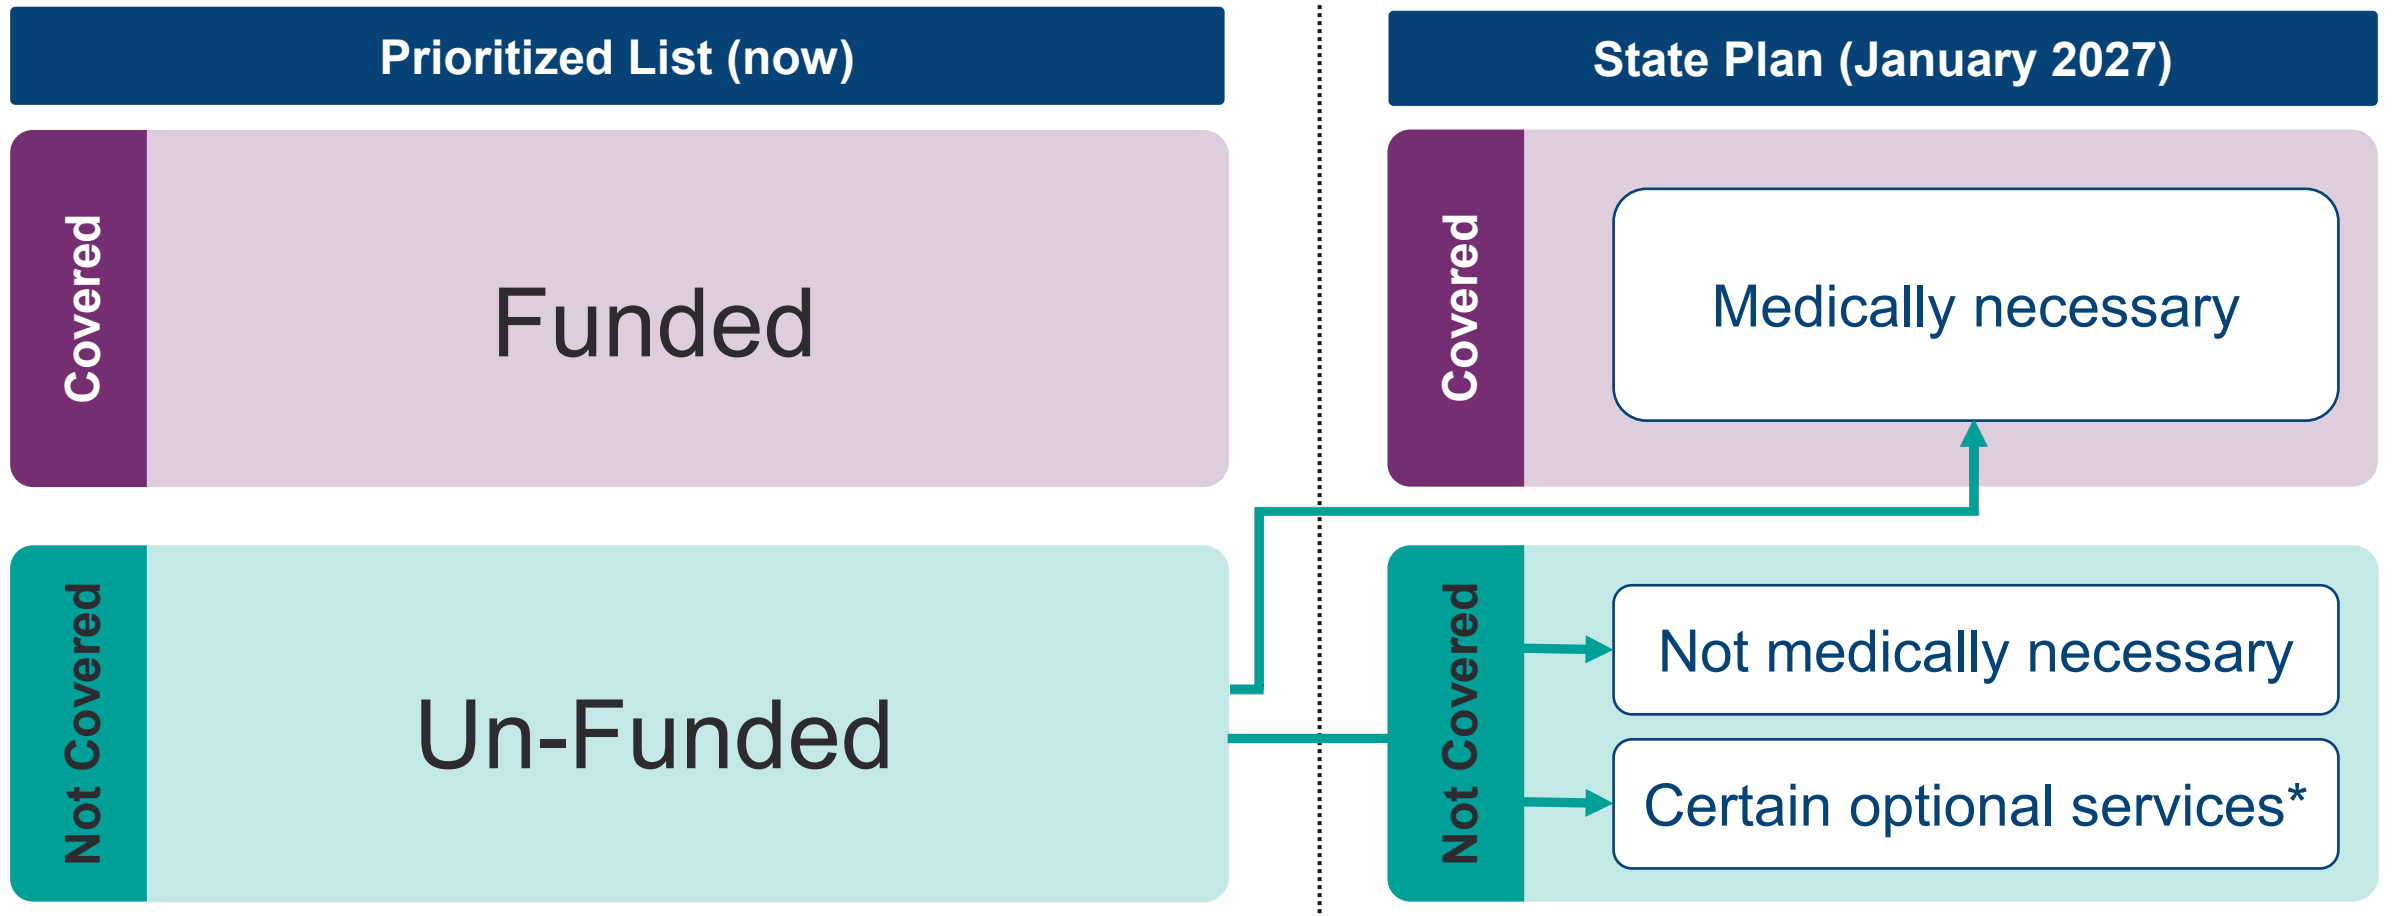 Prioritized List (now)
State Plan (January 2027)
Covered
Funded
Covered
Medically necessary
Not Covered
Un-Funded
Not Covered
Not medically necessary
Certain optional services*